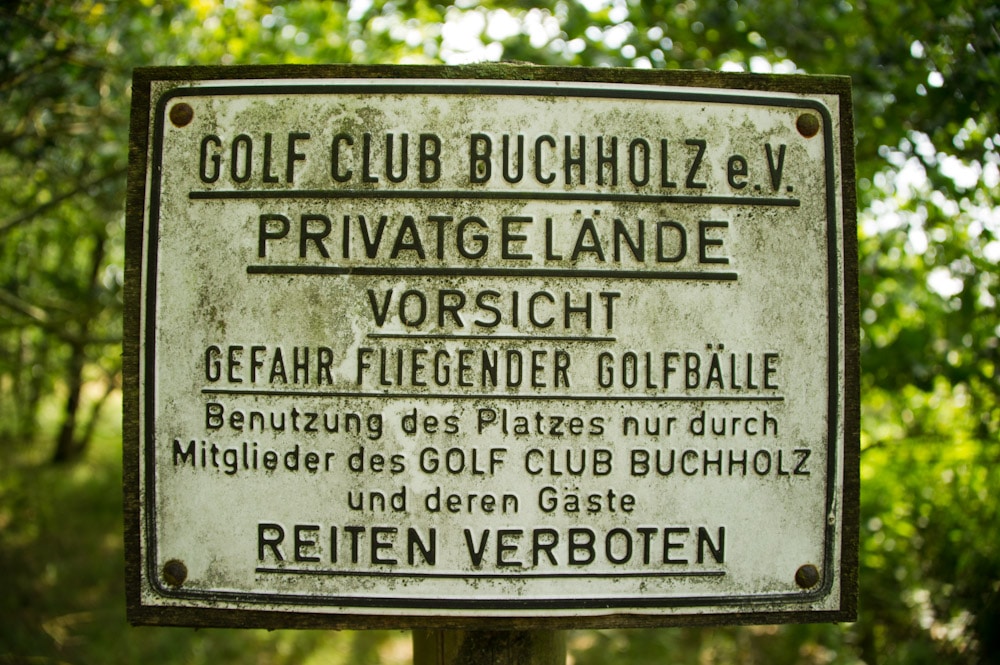 GOLF CLUB BUCHHOLZ e.V.
PRIVATGELÄNDE
VORSICHT
GEFAHR FLIEGENDER GOLFBÄLLE
Benutzung des Platzes nur durch
Mitglieder des GOLF CLUB BUCHHOLZ
und deren Gäste
REITEN VERBOTEN